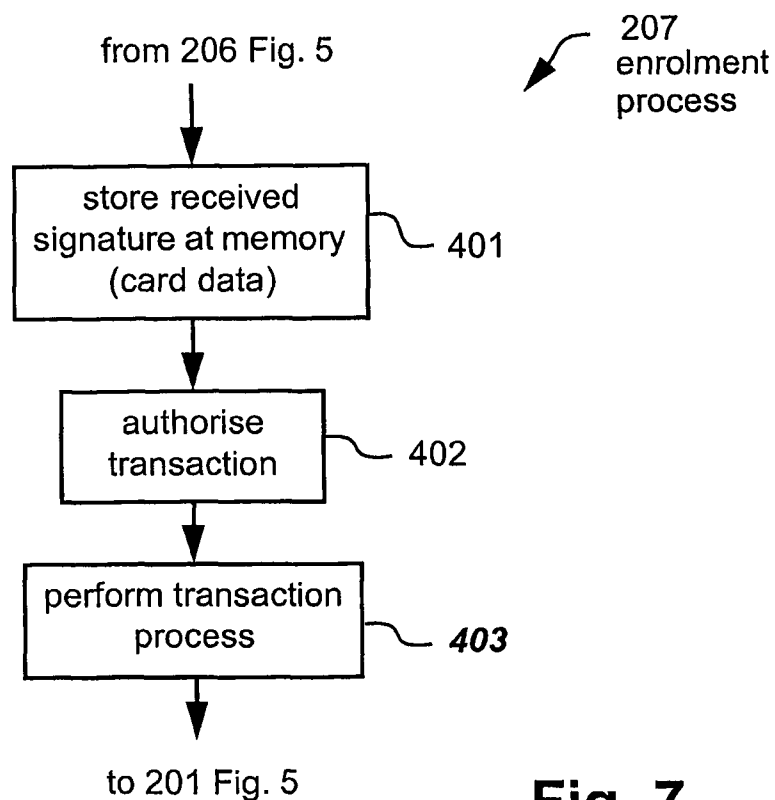 from 206 Fig. 5
207
enrolment
process
store received
signature at memory
(card data)
401
authorise
transaction
402
perform transaction
process
403
to 201 Fig. 5
Fig. 7